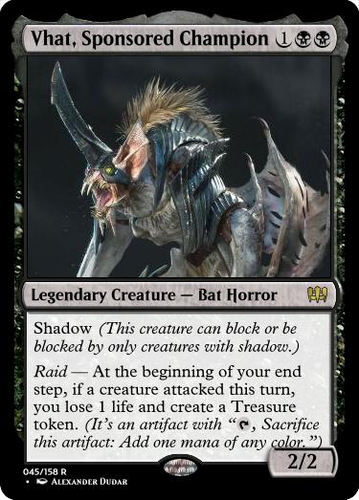 Vhat, Sponsored Champion 1
Legendary Creature — Bat Horror
Shadow (This creature can block or be
blocked by only creatures with shadow.)
Raid — At the beginning of your end
step, if a creature attacked this turn,
you lose 1 life and create a Treasure
token. (It's an artifact with “, Sacrifice
this artifact: Add one mana of any color.”)
2/2
045/158 R
• Alexander Dudar